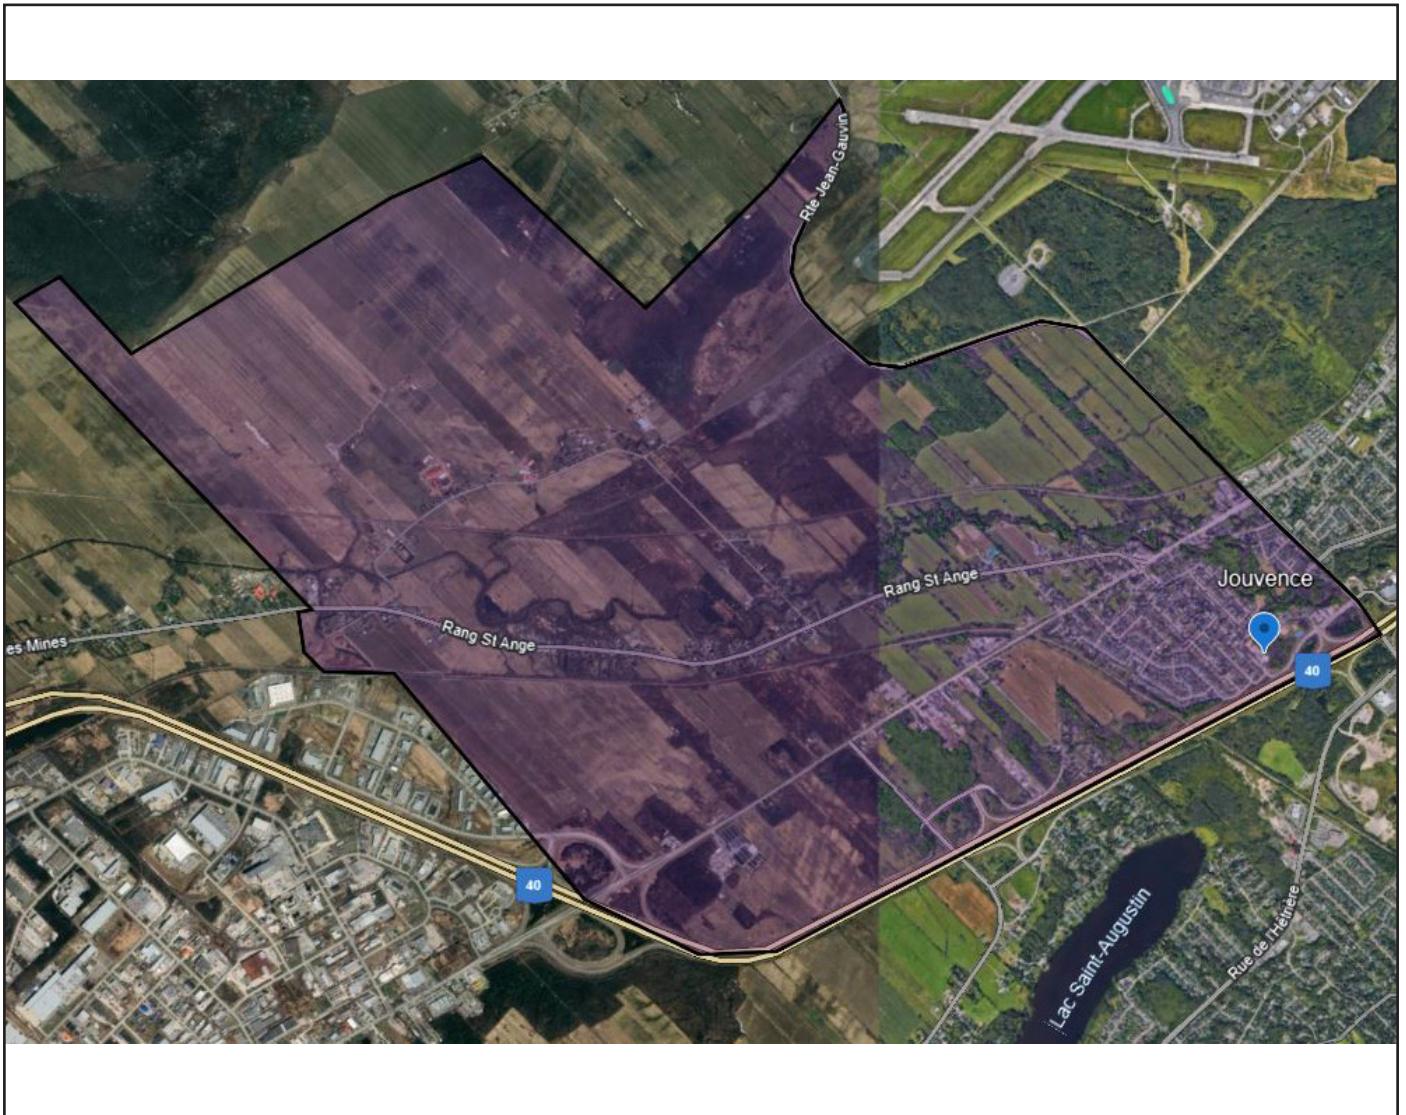 Rte Jean-Gauvin
Jouvence
Rang St Ange
es Mines
Rang St Ange
40
40
Lac Saint-Augustin
Rue de l'Hêtrière